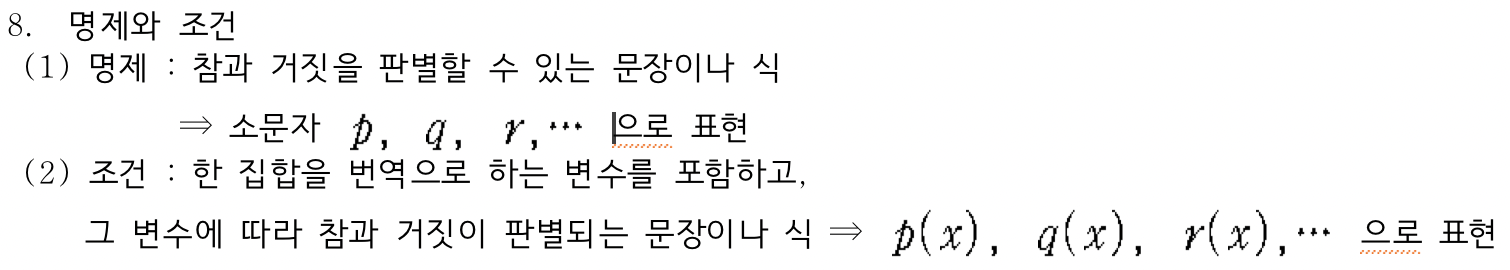 8. 명제와 조건
(1) 명제 : 참과 거짓을 판별할 수 있는 문장이나 식
⇒ 소문자 p, q, r,⋯ 으로 표현
(2) 조건 : 한 집합을 번역으로 하는 변수를 포함하고,
그 변수에 따라 참과 거짓이 판별되는 문장이나 식 ⇒ p(x), q(x), r(x),⋯ 으로 표현